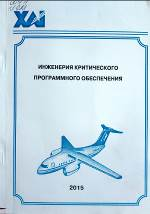 ХАІ
ИНЖЕНЕРИЯ КРИТИЧЕСКОГО
ПРОГРАММНОГО ОБЕСПЕЧЕНИЯ
2015